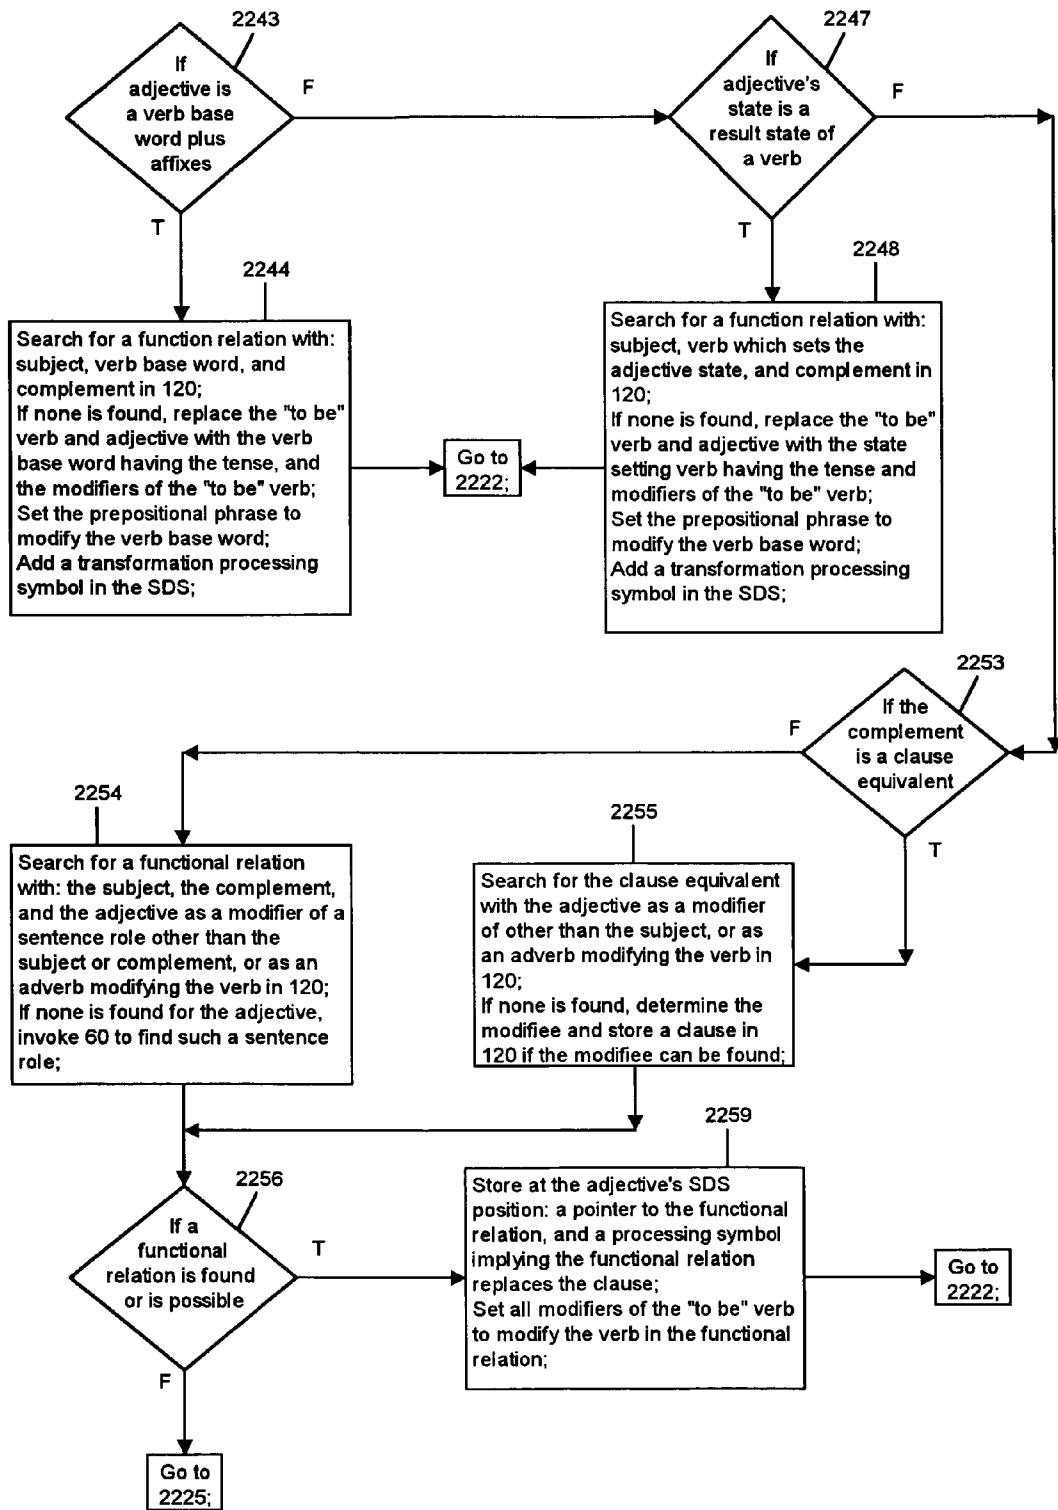 2243
If
adjective is
a verb base
word plus
affixes
F
T
2247
If
adjective's
state is a
result state of
a verb
F
T
2244
Search for a function relation with:
subject, verb base word, and
complement in 120;
If none is found, replace the "to be"
verb and adjective with the verb
base word having the tense, and
the modifiers of the "to be" verb;
Set the prepositional phrase to
modify the verb base word;
Add a transformation processing
symbol in the SDS;
Go to
2222;
2248
Search for a function relation with:
subject, verb which sets the
adjective state, and complement in
120;
If none is found, replace the "to be"
verb and adjective with the state
setting verb having the tense and
modifiers of the "to be" verb;
Set the prepositional phrase to
modify the verb base word;
Add a transformation processing
symbol in the SDS;
2253
If the
complement
is a clause
equivalent
F
T
2254
Search for a functional relation
with: the subject, the complement,
and the adjective as a modifier of a
sentence role other than the
subject or complement, or as an
adverb modifying the verb in 120;
If none is found for the adjective,
invoke 60 to find such a sentence
role;
2255
Search for the clause equivalent
with the adjective as a modifier
of other than the subject, or as
an adverb modifying the verb in
120;
If none is found, determine the
modifiee and store a clause in
120 if the modifiee can be found;
2256
If a
functional
relation is found
or is possible
T
F
2259
Store at the adjective's SDS
position: a pointer to the functional
relation, and a processing symbol
implying the functional relation
replaces the clause;
Set all modifiers of the "to be" verb
to modify the verb in the functional
relation;
Go to
2222;
Go to
2225;